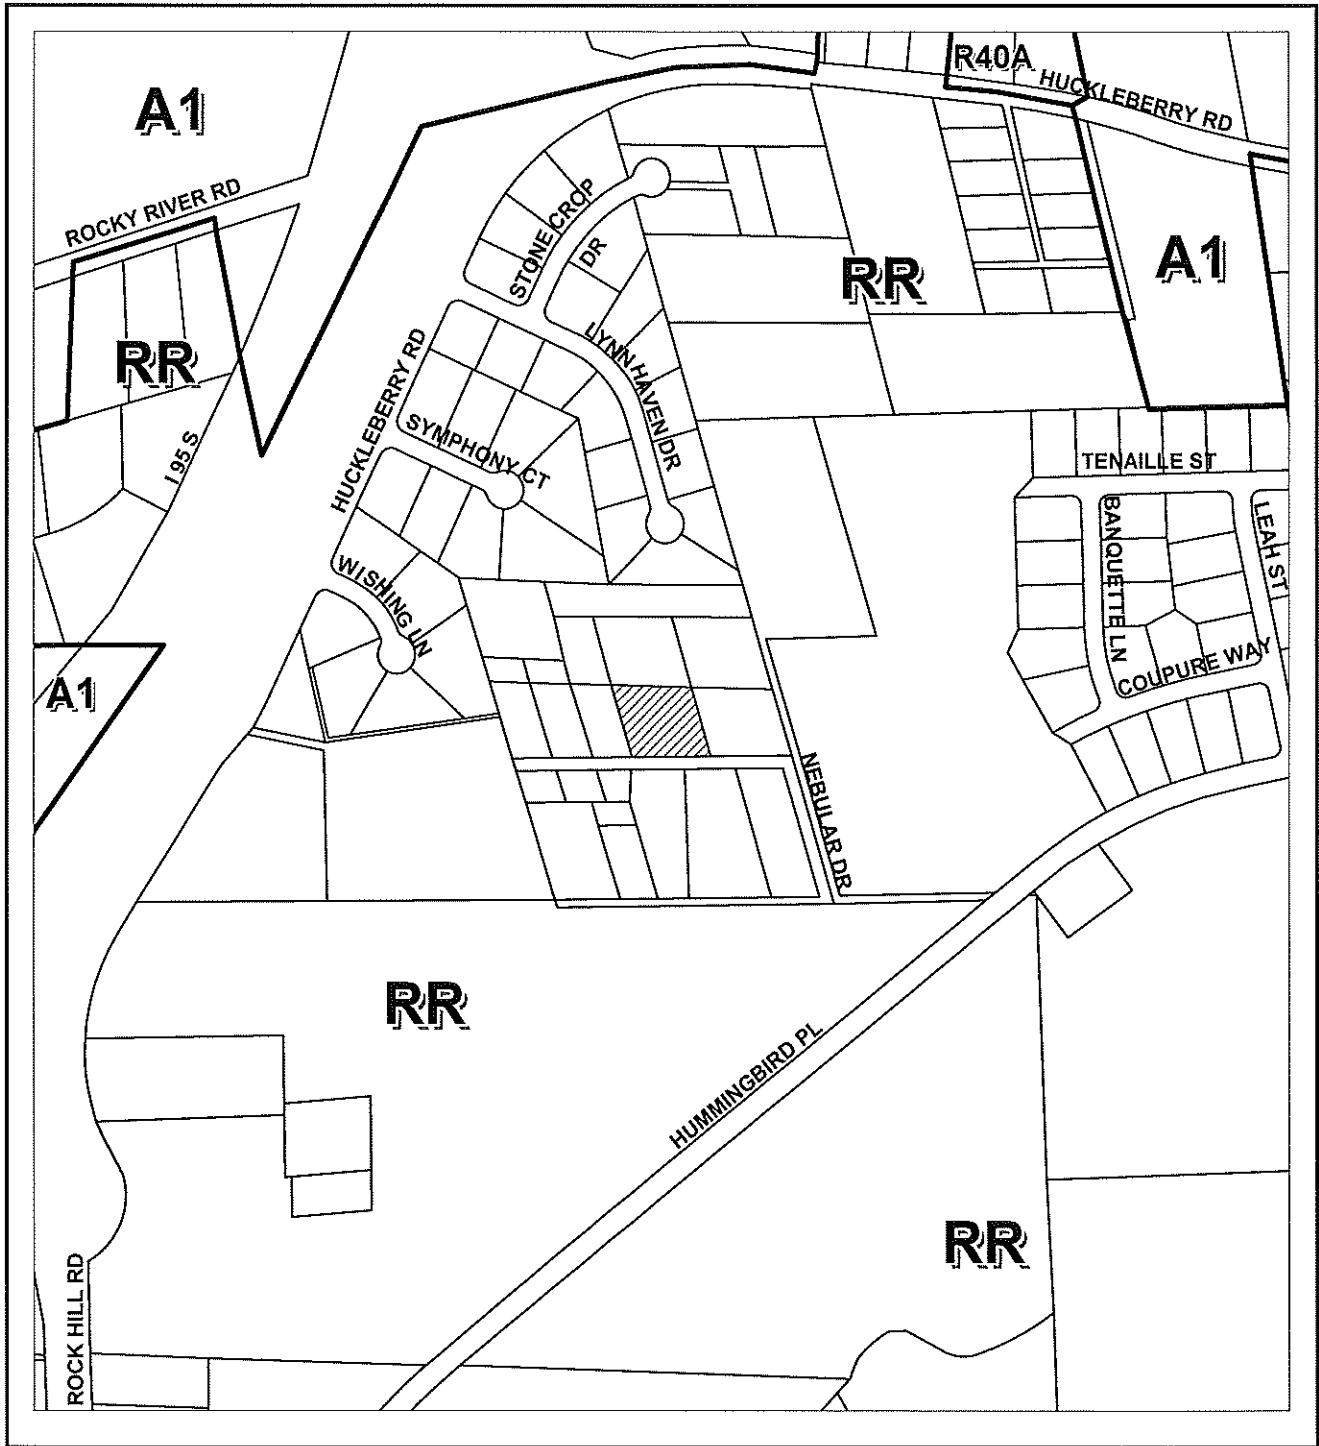 R40A
HUCKLEBERRY RD
A1
ROCKY RIVER RD
STONE CROP
DR
A1
RR
LYNNHAVEN DR
RR
HUCKLEBERRY RD
SYMPHONY CT
I 95 S
TENAILLE ST
BANQUETTE LN
LEAH ST
WISHING LN
COUPURE WAY
A1
NEBULAR DR
RR
HUMMINGBIRD PL
RR
ROCK HILL RD